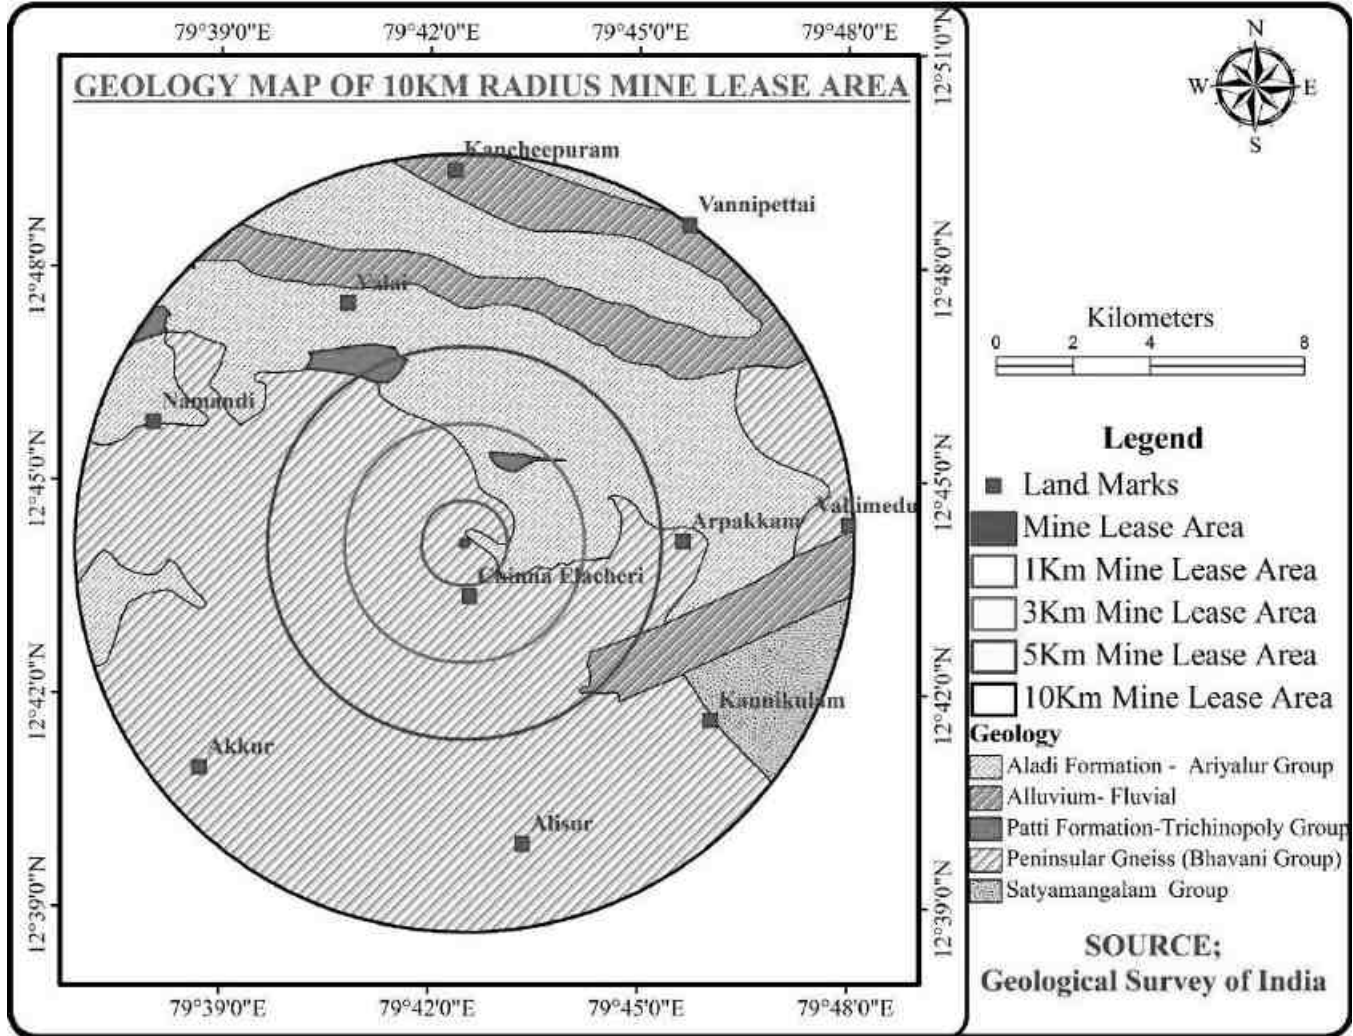 79°39'0"E 79°42'0"E 79°45'0"E 79°48'0"E
12°51'0"N
GEOLOGY MAP OF 10KM RADIUS MINE LEASE AREA
N
W E
S
Kancheepuram
Vannipettai
12°48'0"N 12°48'0"N
Valai
Kilometers
0 2 4 8
Namandi
Legend
12°45'0"N 12°45'0"N
Land Marks
Arpakkam
Mine Lease Area
1Km Mine Lease Area
Chinna Elacheri
3Km Mine Lease Area
5Km Mine Lease Area
12°42'0"N 12°42'0"N
10Km Mine Lease Area
Kannikulam
Geology
Akkur
Aladi Formation - Ariyalur Group
Alluvium- Fluvial
Alisur
Patti Formation-Trichinopoly Group
Peninsular Gneiss (Bhavani Group)
Satyamangalam Group
12°39'0"N 12°39'0"N
SOURCE;
Geological Survey of India
79°39'0"E 79°42'0"E 79°45'0"E 79°48'0"E